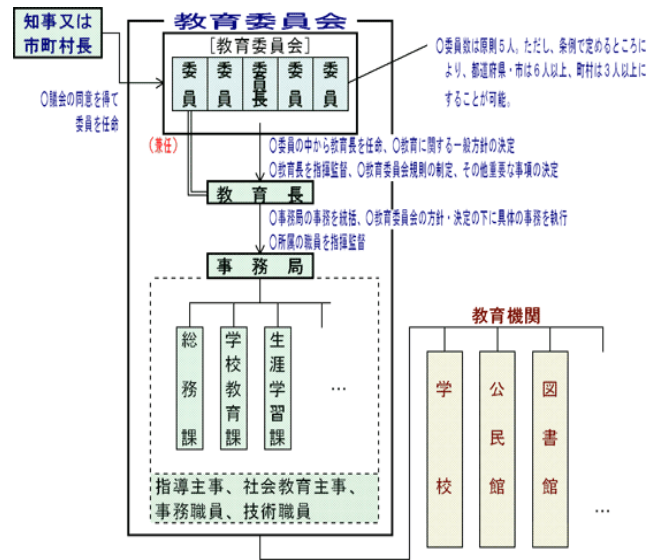 教育委員会
知事又は
市町村長
[教育委員会]
委員
委員
委員長
委員
委員
〇委員数は原則5人。ただし、条例で定めるところに
より、都道府県・市は6人以上、町村は3人以上に
することが可能。
〇議会の同意を得て
委員を任命
(兼任)
〇委員の中から教育長を任命、〇教育に関する一般方針の決定
〇教育長を指揮監督、〇教育委員会規則の制定、その他重要な事項の決定
教育長
〇事務局の事務を統括、〇教育委員会の方針・決定の下に具体の事務を執行
〇所属の職員を指揮監督
事務局
総務課
学校教育課
生涯学習課
…
指導主事、社会教育主事、
事務職員、技術職員
教育機関
学校
公民館
図書館
…